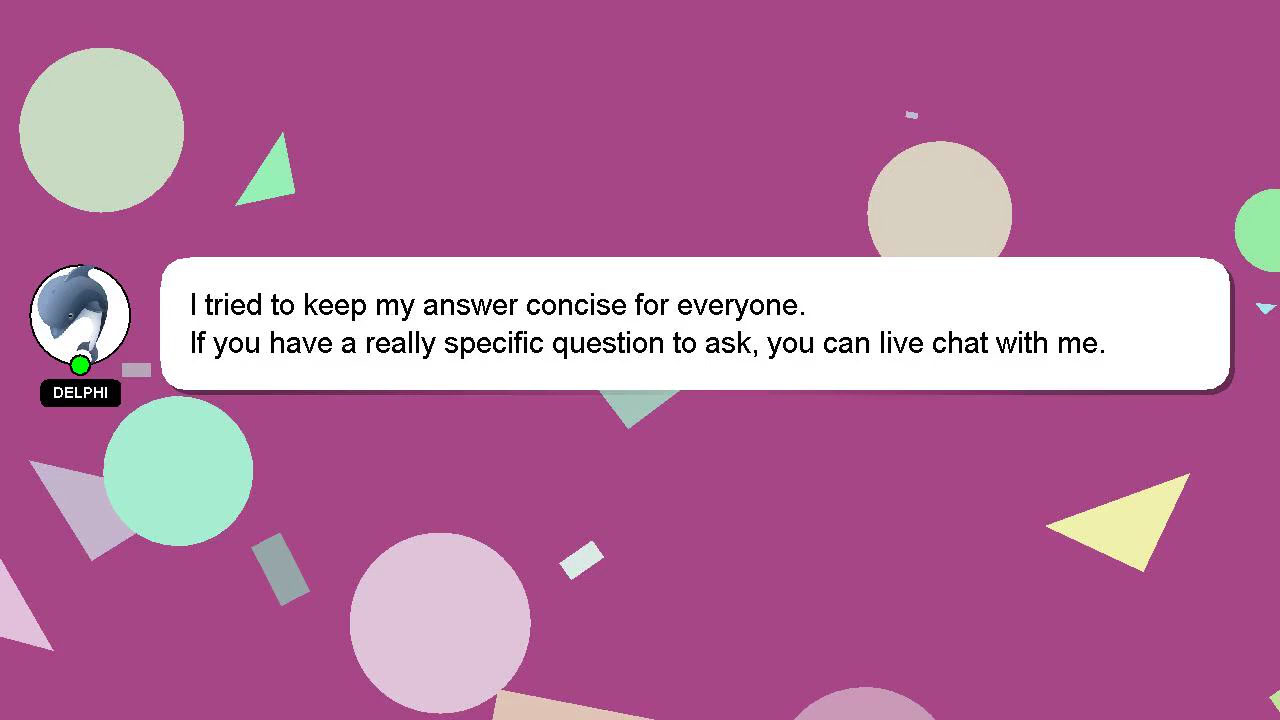 I tried to keep my answer concise for everyone.
If you have a really specific question to ask, you can live chat with me.
DELPHI